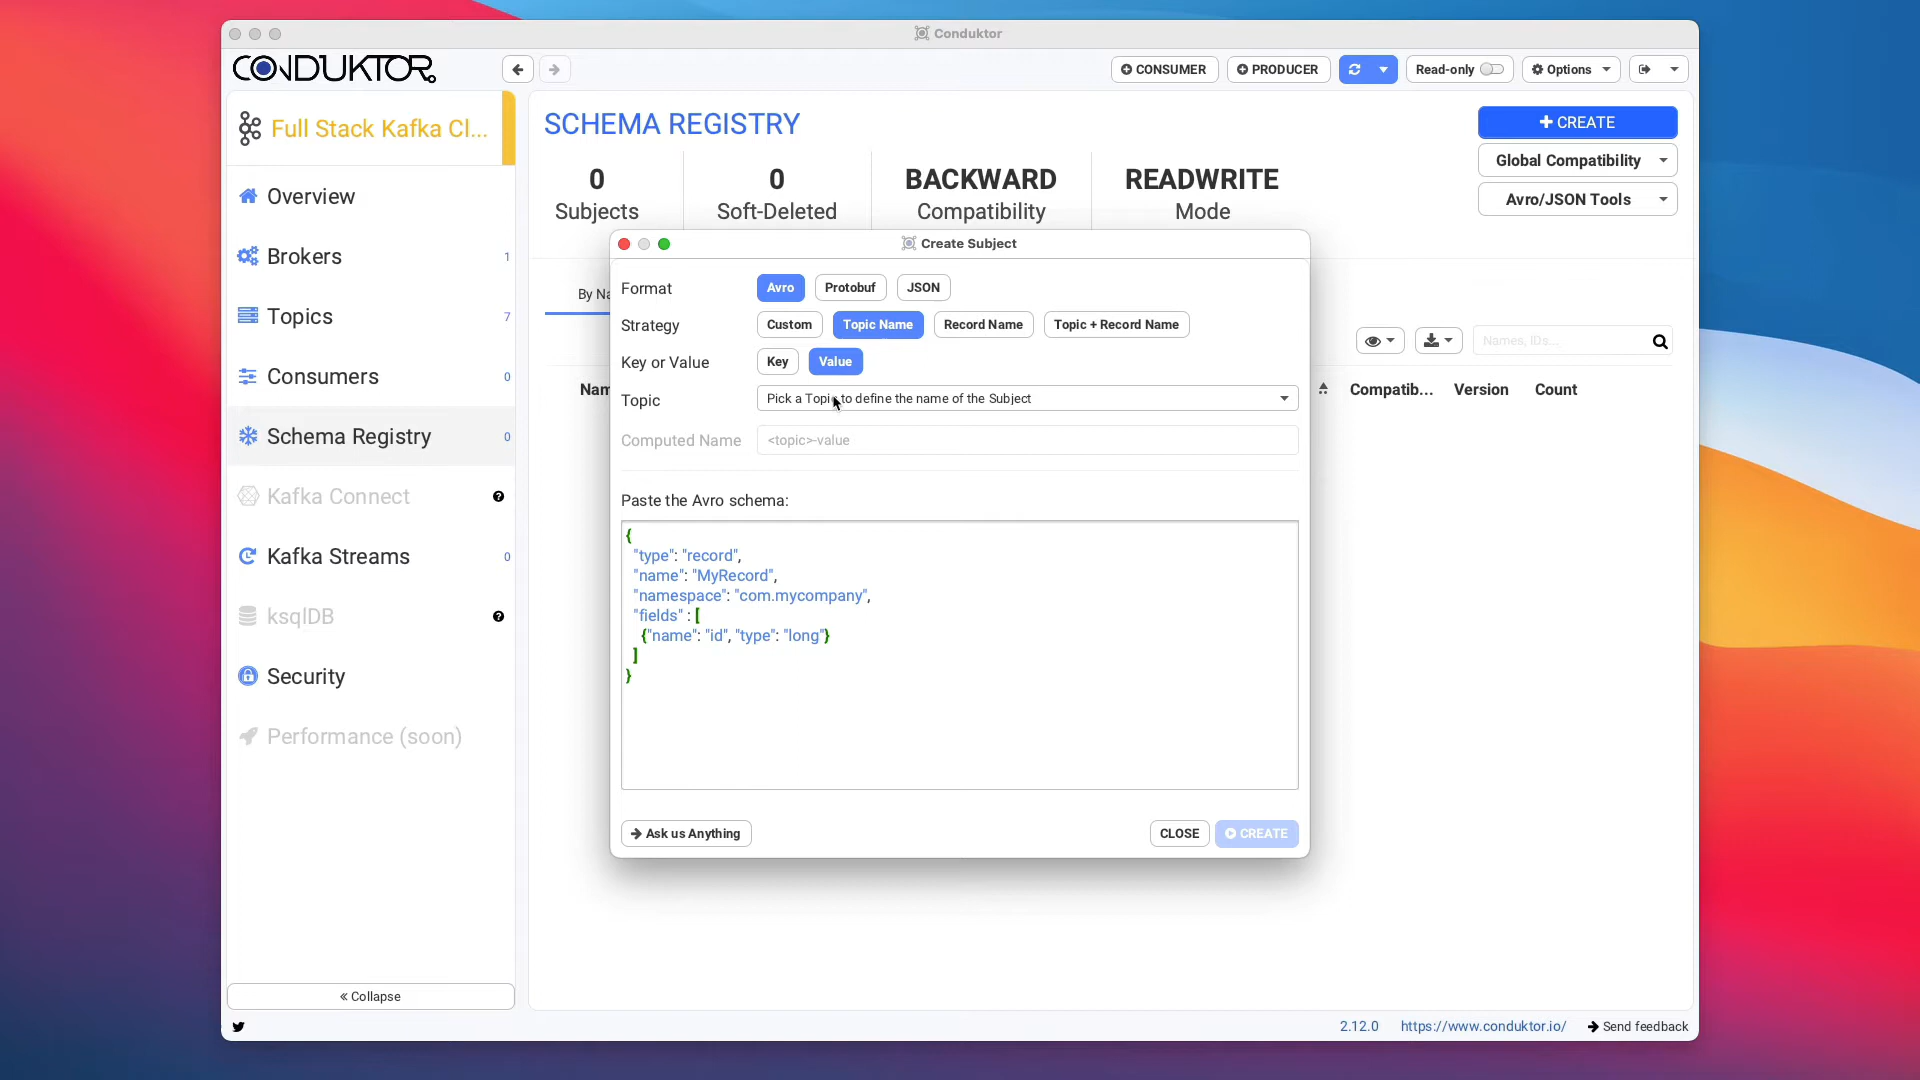 Conduktor
CONDUKTOR
CONSUMER
PRODUCER
Read-only
Options
Full Stack Kafka Cl...
Overview
Brokers 1
Topics 7
Consumers 0
Schema Registry 0
Kafka Connect ?
Kafka Streams 0
ksqlDB ?
Security
Performance (soon)
« Collapse
SCHEMA REGISTRY
0
Subjects
0
Soft-Deleted
BACKWARD
Compatibility
READWRITE
Mode
+ CREATE
Global Compatibility
Avro/JSON Tools
By Na
Names, IDs...
Nam
Compatib...
Version
Count
Create Subject
Format
Avro
Protobuf
JSON
Strategy
Custom
Topic Name
Record Name
Topic + Record Name
Key or Value
Key
Value
Topic
Pick a Topic to define the name of the Subject
Computed Name
<topic>-value
Paste the Avro schema:
{
"type": "record",
"name": "MyRecord",
"namespace": "com.mycompany",
"fields" : [
{"name": "id", "type": "long"}
]
}
Ask us Anything
CLOSE
CREATE
2.12.0
https://www.conduktor.io/
Send feedback